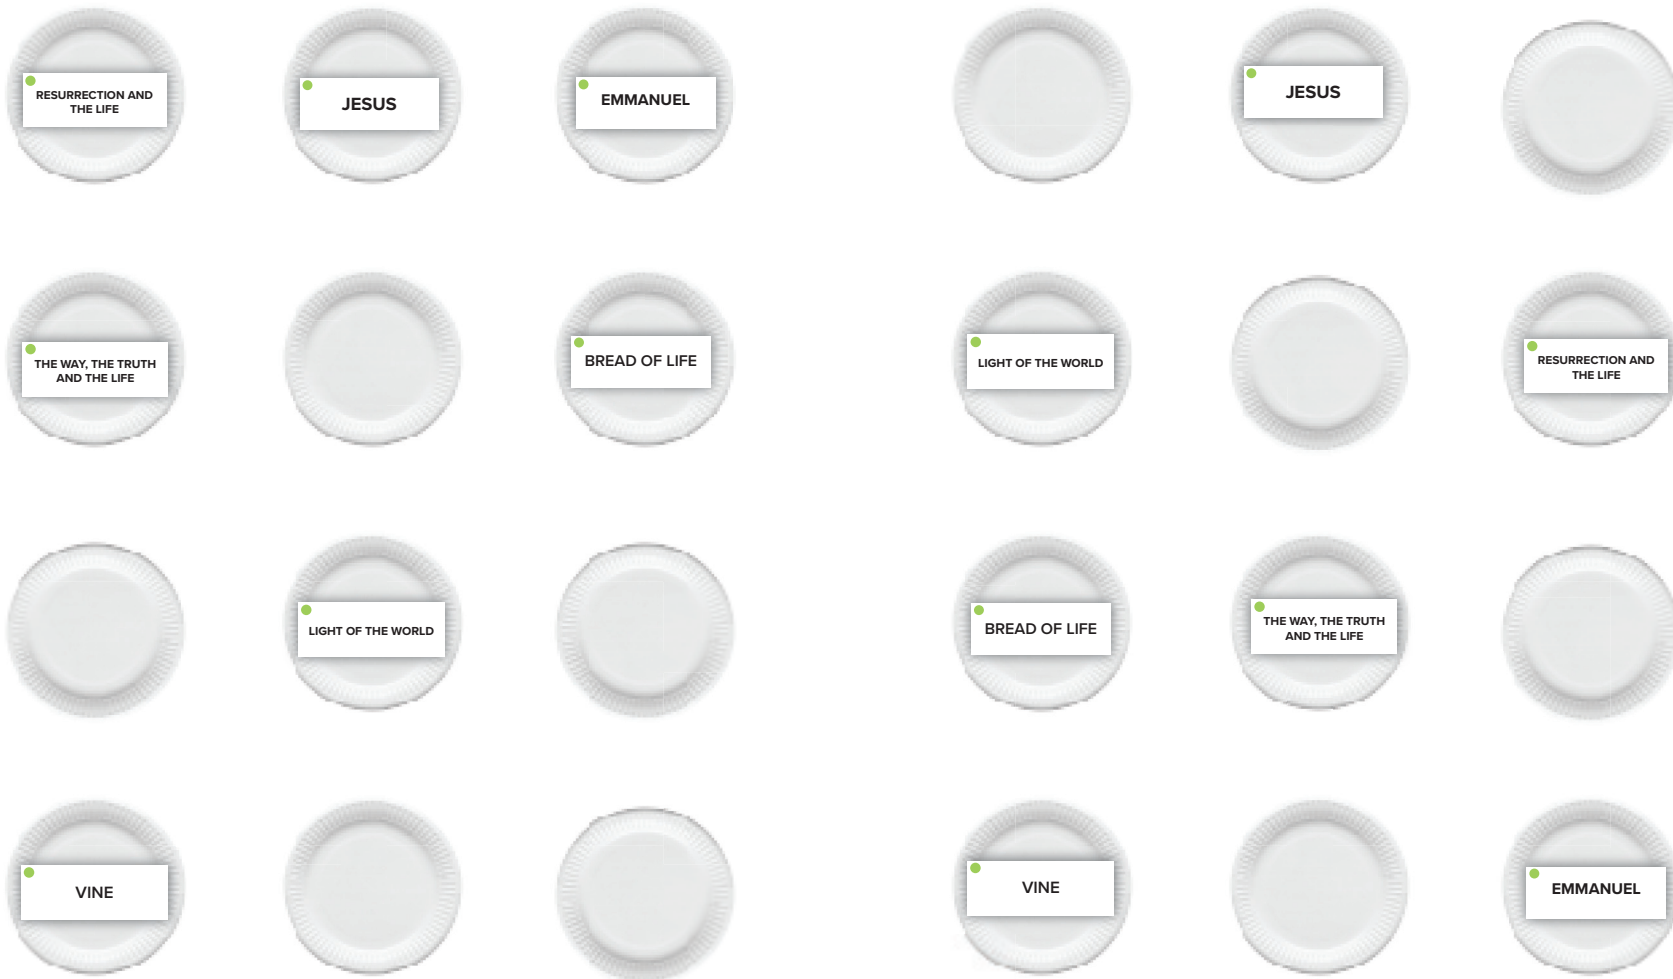 RESURRECTION AND
THE LIFE
JESUS
EMMANUEL
THE WAY, THE TRUTH
AND THE LIFE
BREAD OF LIFE
LIGHT OF THE WORLD
VINE
JESUS
LIGHT OF THE WORLD
RESURRECTION AND
THE LIFE
BREAD OF LIFE
THE WAY, THE TRUTH
AND THE LIFE
VINE
EMMANUEL